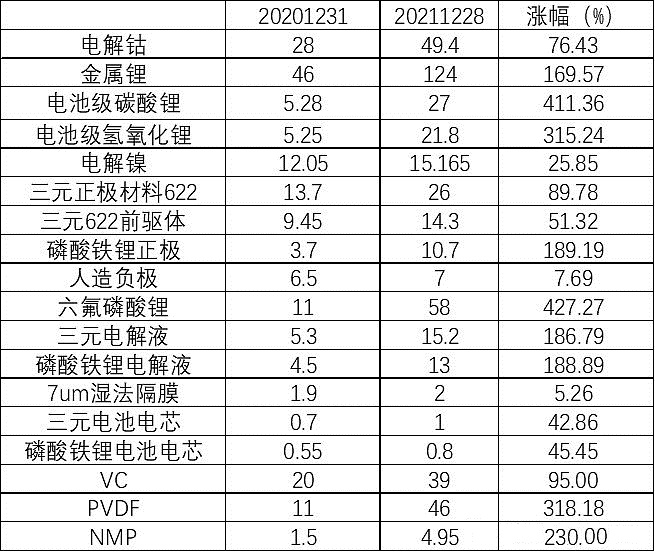 20201231 20211228 涨幅（%）
电解钴 28 49.4 76.43
金属锂 46 124 169.57
电池级碳酸锂 5.28 27 411.36
电池级氢氧化锂 5.25 21.8 315.24
电解镍 12.05 15.165 25.85
三元正极材料622 13.7 26 89.78
三元622前驱体 9.45 14.3 51.32
磷酸铁锂正极 3.7 10.7 189.19
人造负极 6.5 7 7.69
六氟磷酸锂 11 58 427.27
三元电解液 5.3 15.2 186.79
磷酸铁锂电解液 4.5 13 188.89
7um湿法隔膜 1.9 2 5.26
三元电池电芯 0.7 1 42.86
磷酸铁锂电池电芯 0.55 0.8 45.45
VC 20 39 95.00
PVDF 11 46 318.18
NMP 1.5 4.95 230.00